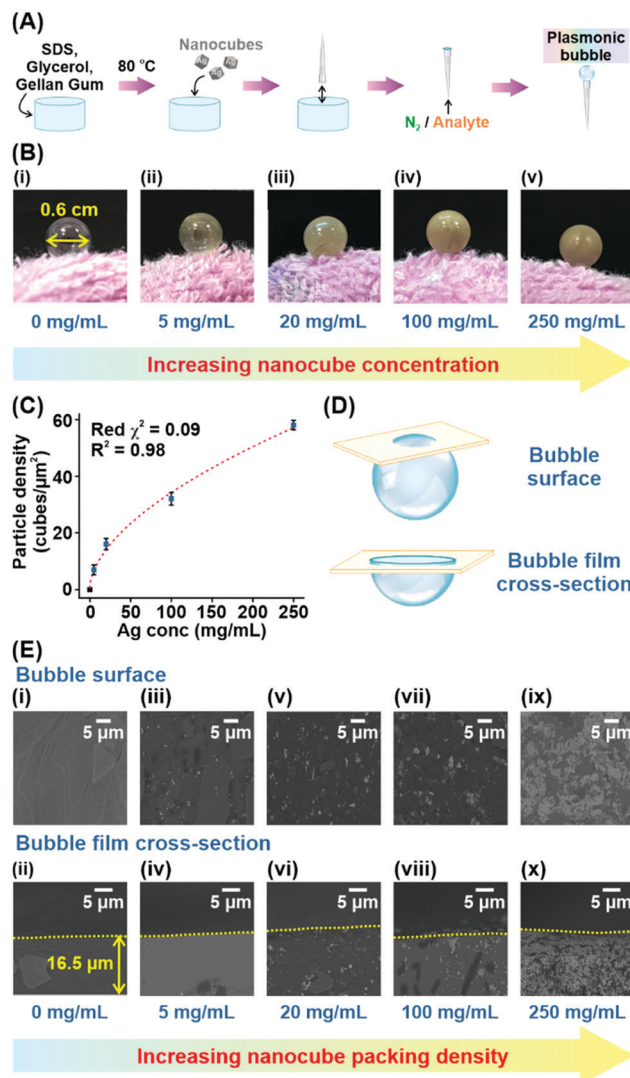 (A)
SDS,
Glycerol,
Gellan Gum
80 °C
Nanocubes
Ag Ag Ag
N₂ / Analyte
Plasmonic
bubble
(B)
(i) (ii) (iii) (iv) (v)
0.6 cm
0 mg/mL 5 mg/mL 20 mg/mL 100 mg/mL 250 mg/mL
Increasing nanocube concentration
(C)
Red χ² = 0.09
R² = 0.98
Particle density
(cubes/μm²)
60
40
20
0
0 50 100 150 200 250
Ag conc (mg/mL)
(D)
Bubble
surface
Bubble film
cross-section
(E)
Bubble surface
(i) (iii) (v) (vii) (ix)
5 μm 5 μm 5 μm 5 μm 5 μm
Bubble film cross-section
(ii) (iv) (vi) (viii) (x)
5 μm 5 μm 5 μm 5 μm 5 μm
16.5 μm
0 mg/mL 5 mg/mL 20 mg/mL 100 mg/mL 250 mg/mL
Increasing nanocube packing density